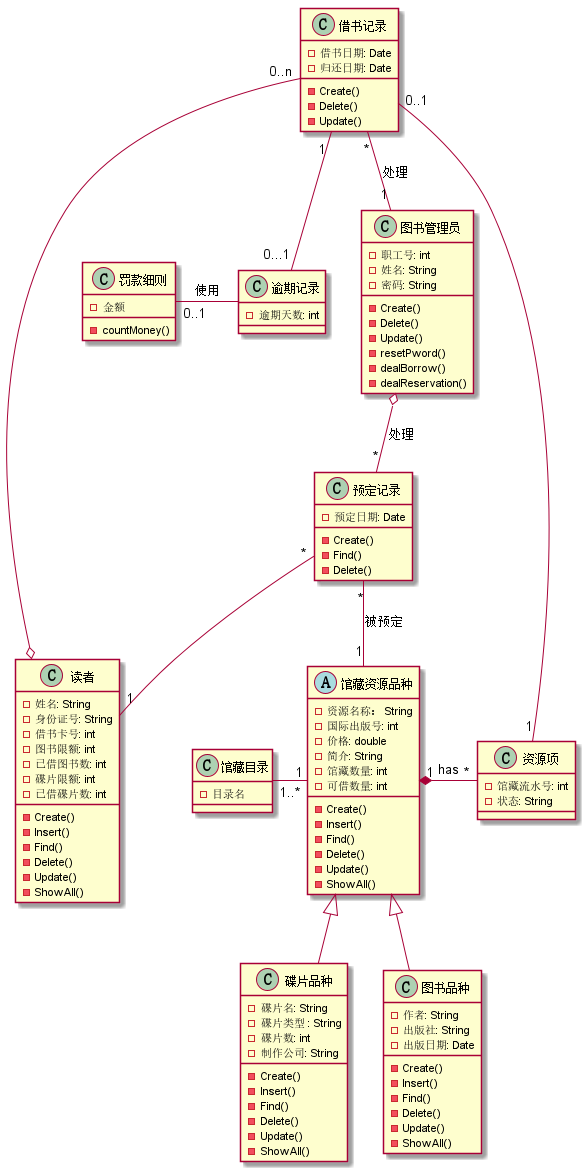 C 借书记录
借书日期: Date
归还日期: Date
Create()
Delete()
Update()
0..n
0..1
1
*
处理
1
0...1
C 图书管理员
职工号: int
姓名: String
密码: String
Create()
Delete()
Update()
resetPword()
dealBorrow()
dealReservation()
C 罚款细则
金额
countMoney()
使用
0..1
C 逾期记录
逾期天数: int
处理
*
C 预定记录
预定日期: Date
Create()
Find()
Delete()
*
*
被预定
1
1
1
C 读者
姓名: String
身份证号: String
借书卡号: int
图书限额: int
已借图书数: int
碟片限额: int
已借碟片数: int
Create()
Insert()
Find()
Delete()
Update()
ShowAll()
C 馆藏目录
目录名
1
1..*
A 馆藏资源品种
资源名称： String
国际出版号: int
价格: double
简介: String
馆藏数量: int
可借数量: int
Create()
Insert()
Find()
Delete()
Update()
ShowAll()
1 has *
C 资源项
馆藏流水号: int
状态: String
C 碟片品种
碟片名: String
碟片类型: String
碟片数: int
制作公司: String
Create()
Insert()
Find()
Delete()
Update()
ShowAll()
C 图书品种
作者: String
出版社: String
出版日期: Date
Create()
Insert()
Find()
Delete()
Update()
ShowAll()